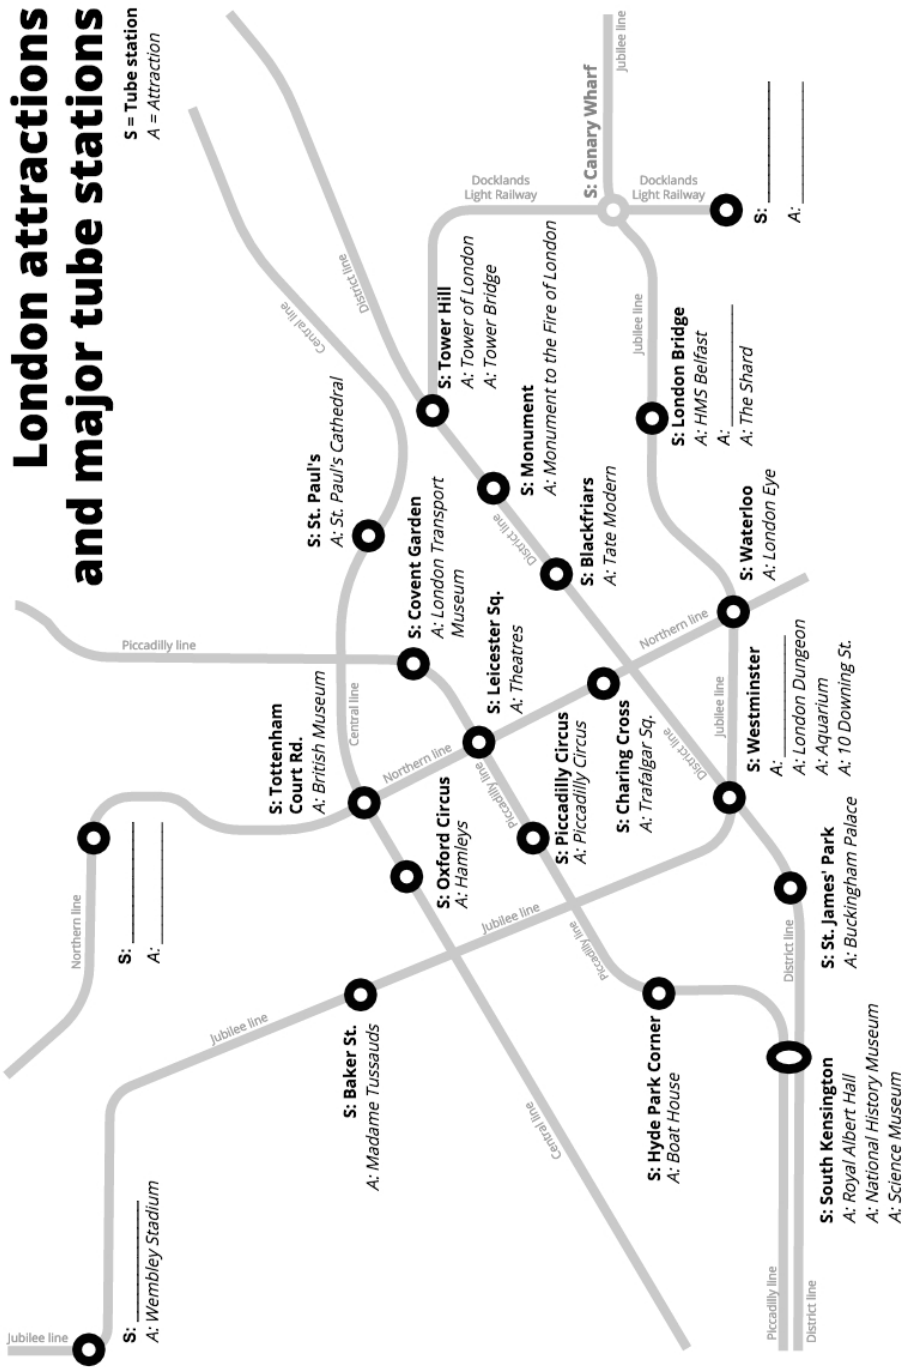 London attractions
and major tube stations
S = Tube station
A = Attraction
Jubilee line
S: __________
A: Wembley Stadium
Jubilee line
Northern line
S: __________
A: __________
S: Baker St.
A: Madame Tussauds
S: Tottenham
Court Rd.
A: British Museum
Piccadilly line
Central line
S: St. Paul's
A: St. Paul's Cathedral
Central line
District line
S: Oxford Circus
A: Hamleys
Northern line
S: Covent Garden
A: London Transport
Museum
S: Tower Hill
A: Tower of London
A: Tower Bridge
Docklands
Light Railway
Jubilee line
Piccadilly line
S: Leicester Sq.
A: Theatres
District line
S: Monument
A: Monument to the Fire of London
Central line
Piccadilly line
S: Piccadilly Circus
A: Piccadilly Circus
S: Blackfriars
A: Tate Modern
S: Canary Wharf
Jubilee line
S: Hyde Park Corner
A: Boat House
S: Charing Cross
A: Trafalgar Sq.
Northern line
Jubilee line
Docklands
Light Railway
District line
Jubilee line
S: London Bridge
A: HMS Belfast
A: __________
A: The Shard
S: Westminster
A: __________
A: London Dungeon
A: Aquarium
A: 10 Downing St.
S: Waterloo
A: London Eye
S: __________
A: __________
Piccadilly line
District line
District line
S: South Kensington
A: Royal Albert Hall
A: National History Museum
A: Science Museum
S: St. James' Park
A: Buckingham Palace